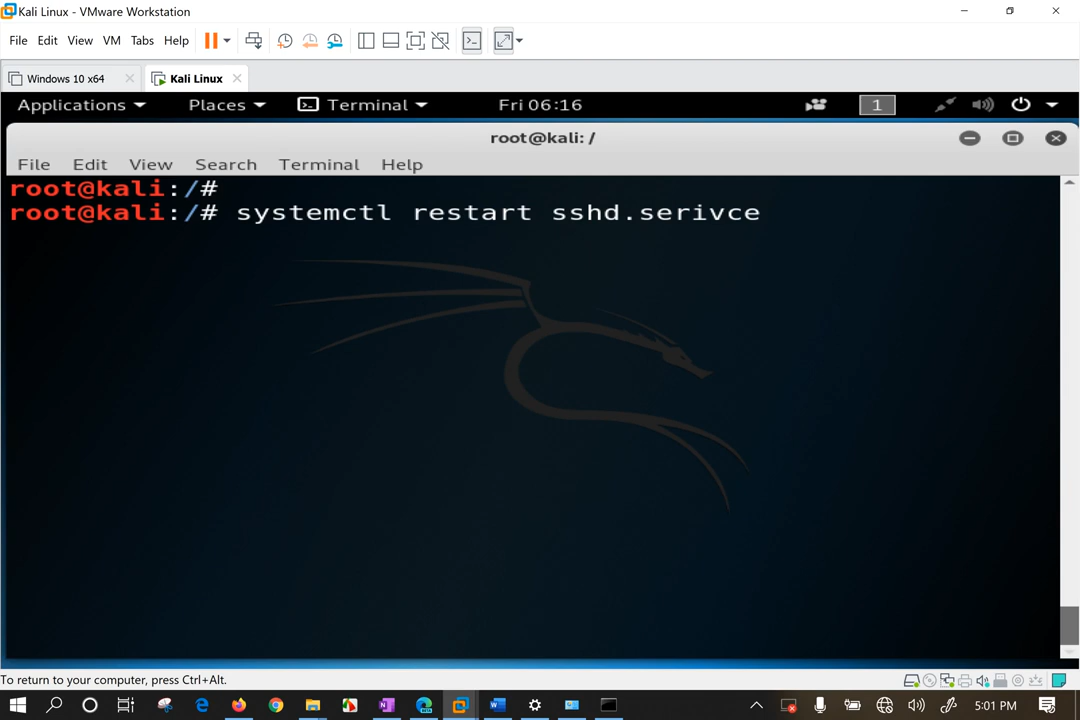 Kali Linux - VMware Workstation
File Edit View VM Tabs Help
Windows 10 x64 Kali Linux
Applications Places Terminal Fri 06:16 1
root@kali: /
File Edit View Search Terminal Help
root@kali:/#
root@kali:/# systemctl restart sshd.serivce
To return to your computer, press Ctrl+Alt.
5:01 PM